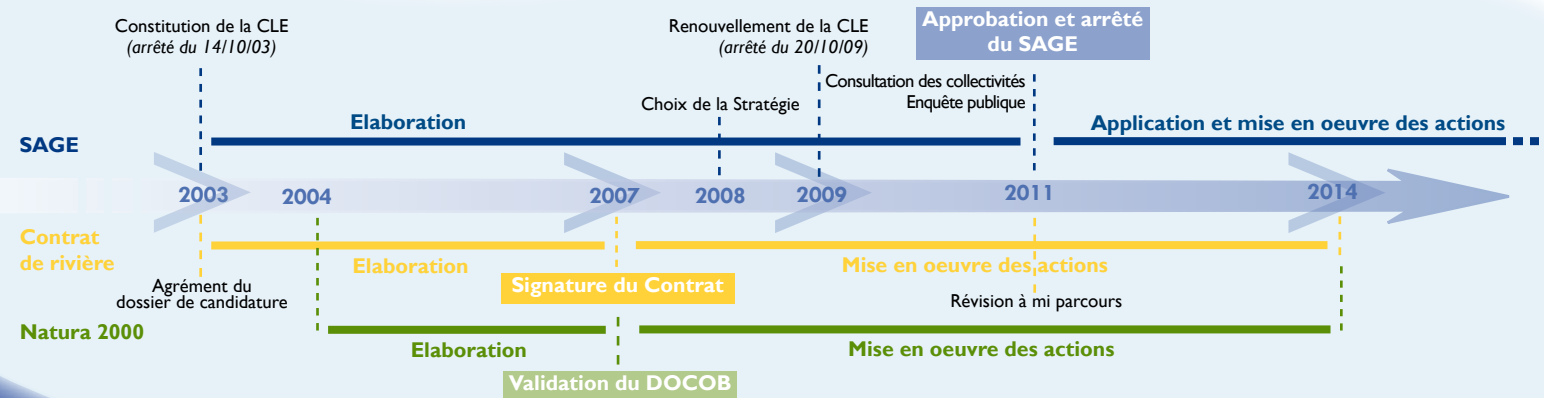 Constitution de la CLE
(arrêté du 14/10/03)
Renouvellement de la CLE
(arrêté du 20/10/09)
Approbation et arrêté
du SAGE
Choix de la Stratégie
Consultation des collectivités
Enquête publique
SAGE
Elaboration
Application et mise en oeuvre des actions
2003 2004 2007 2008 2009 2011 2014
Contrat
de rivière
Elaboration
Mise en oeuvre des actions
Agrément du
dossier de candidature
Signature du Contrat
Révision à mi parcours
Natura 2000
Elaboration
Mise en oeuvre des actions
Validation du DOCOB